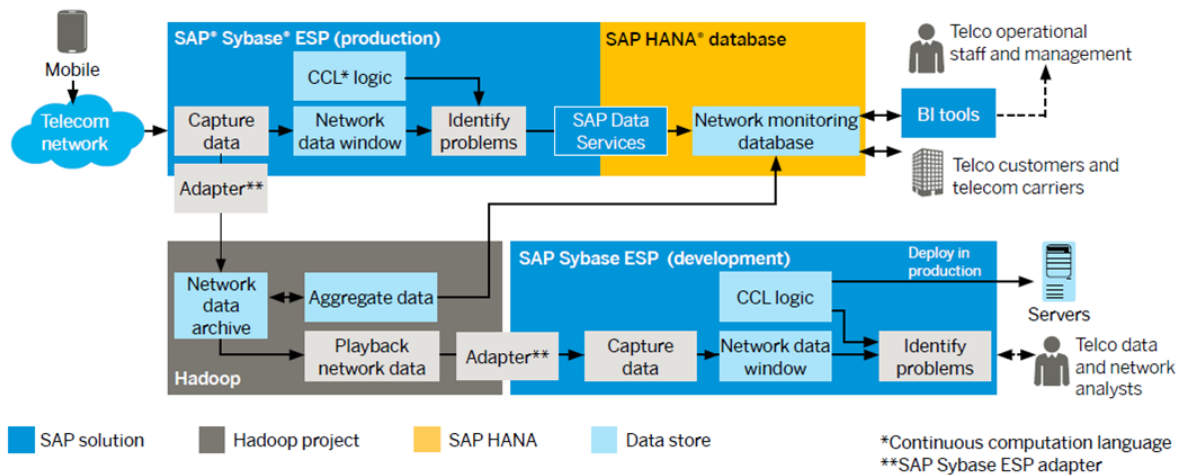 SAP® Sybase® ESP (production)
SAP HANA® database
Telco operational
staff and management
Mobile
CCL* logic
Telecom
network
Capture
data
Network
data window
Identify
problems
SAP Data
Services
Network monitoring
database
BI tools
Adapter**
Telco customers and
telecom carriers
SAP Sybase ESP (development)
Deploy in
production
Network
data
archive
Aggregate data
CCL logic
Servers
Playback
network data
Adapter**
Capture
data
Network data
window
Identify
problems
Telco data
and network
analysts
Hadoop
SAP solution
Hadoop project
SAP HANA
Data store
*Continuous computation language
**SAP Sybase ESP adapter